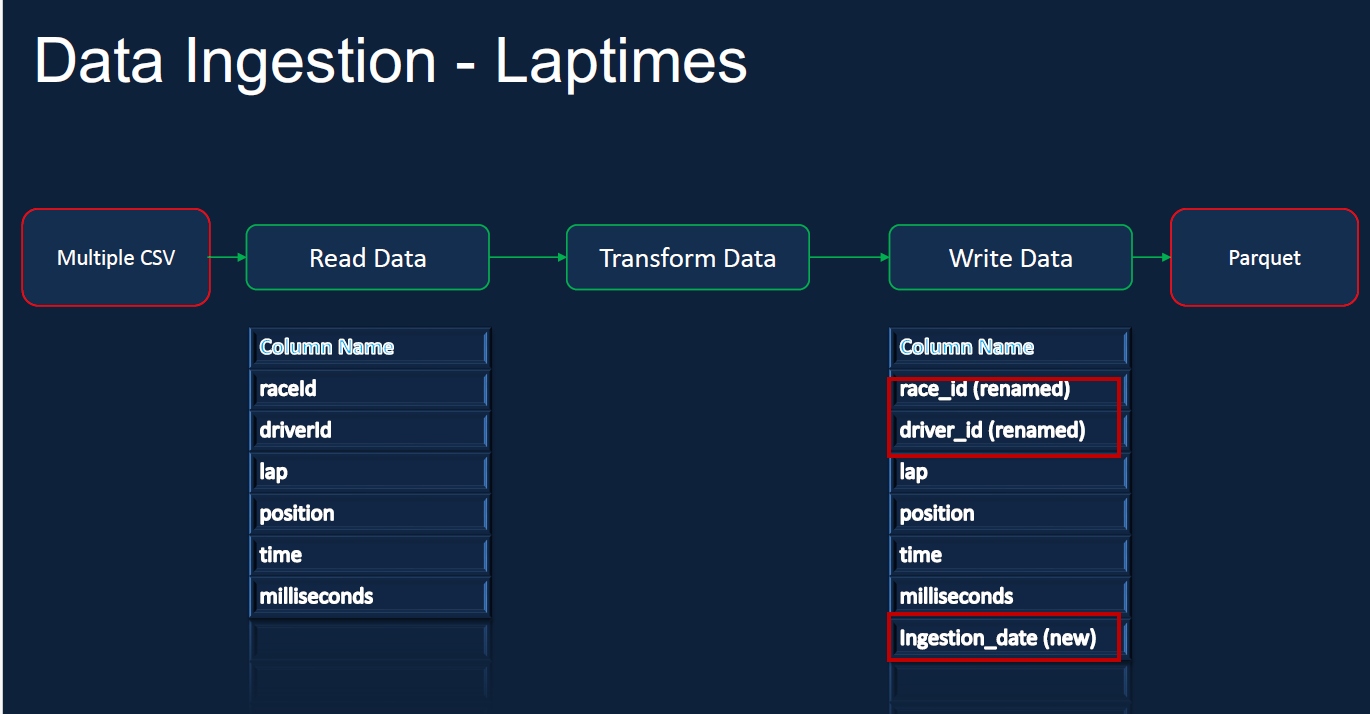 Data Ingestion - Laptimes
Multiple CSV
Read Data
Transform Data
Write Data
Parquet
Column Name
raceId
driverId
lap
position
time
milliseconds
Column Name
race_id (renamed)
driver_id (renamed)
lap
position
time
milliseconds
Ingestion_date (new)